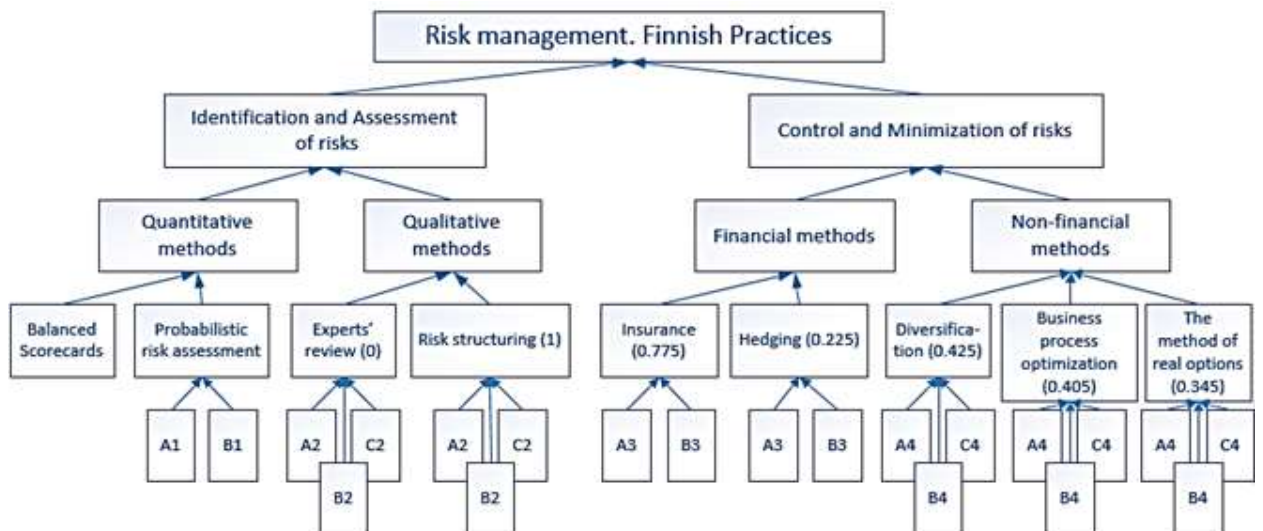 Risk management. Finnish Practices
Identification and Assessment
of risks
Control and Minimization of risks
Quantitative
methods
Qualitative
methods
Financial methods
Non-financial
methods
Balanced
Scorecards
Probabilistic
risk assessment
Experts'
review (0)
Risk structuring (1)
Insurance
(0.775)
Hedging (0.225)
Diversifica-
tion (0.425)
Business
process
optimization
(0.405)
The
method of
real options
(0.345)
A1
B1
A2
C2
B2
A2
C2
B2
A3
B3
A3
B3
A4
C4
B4
A4
C4
B4
A4
C4
B4